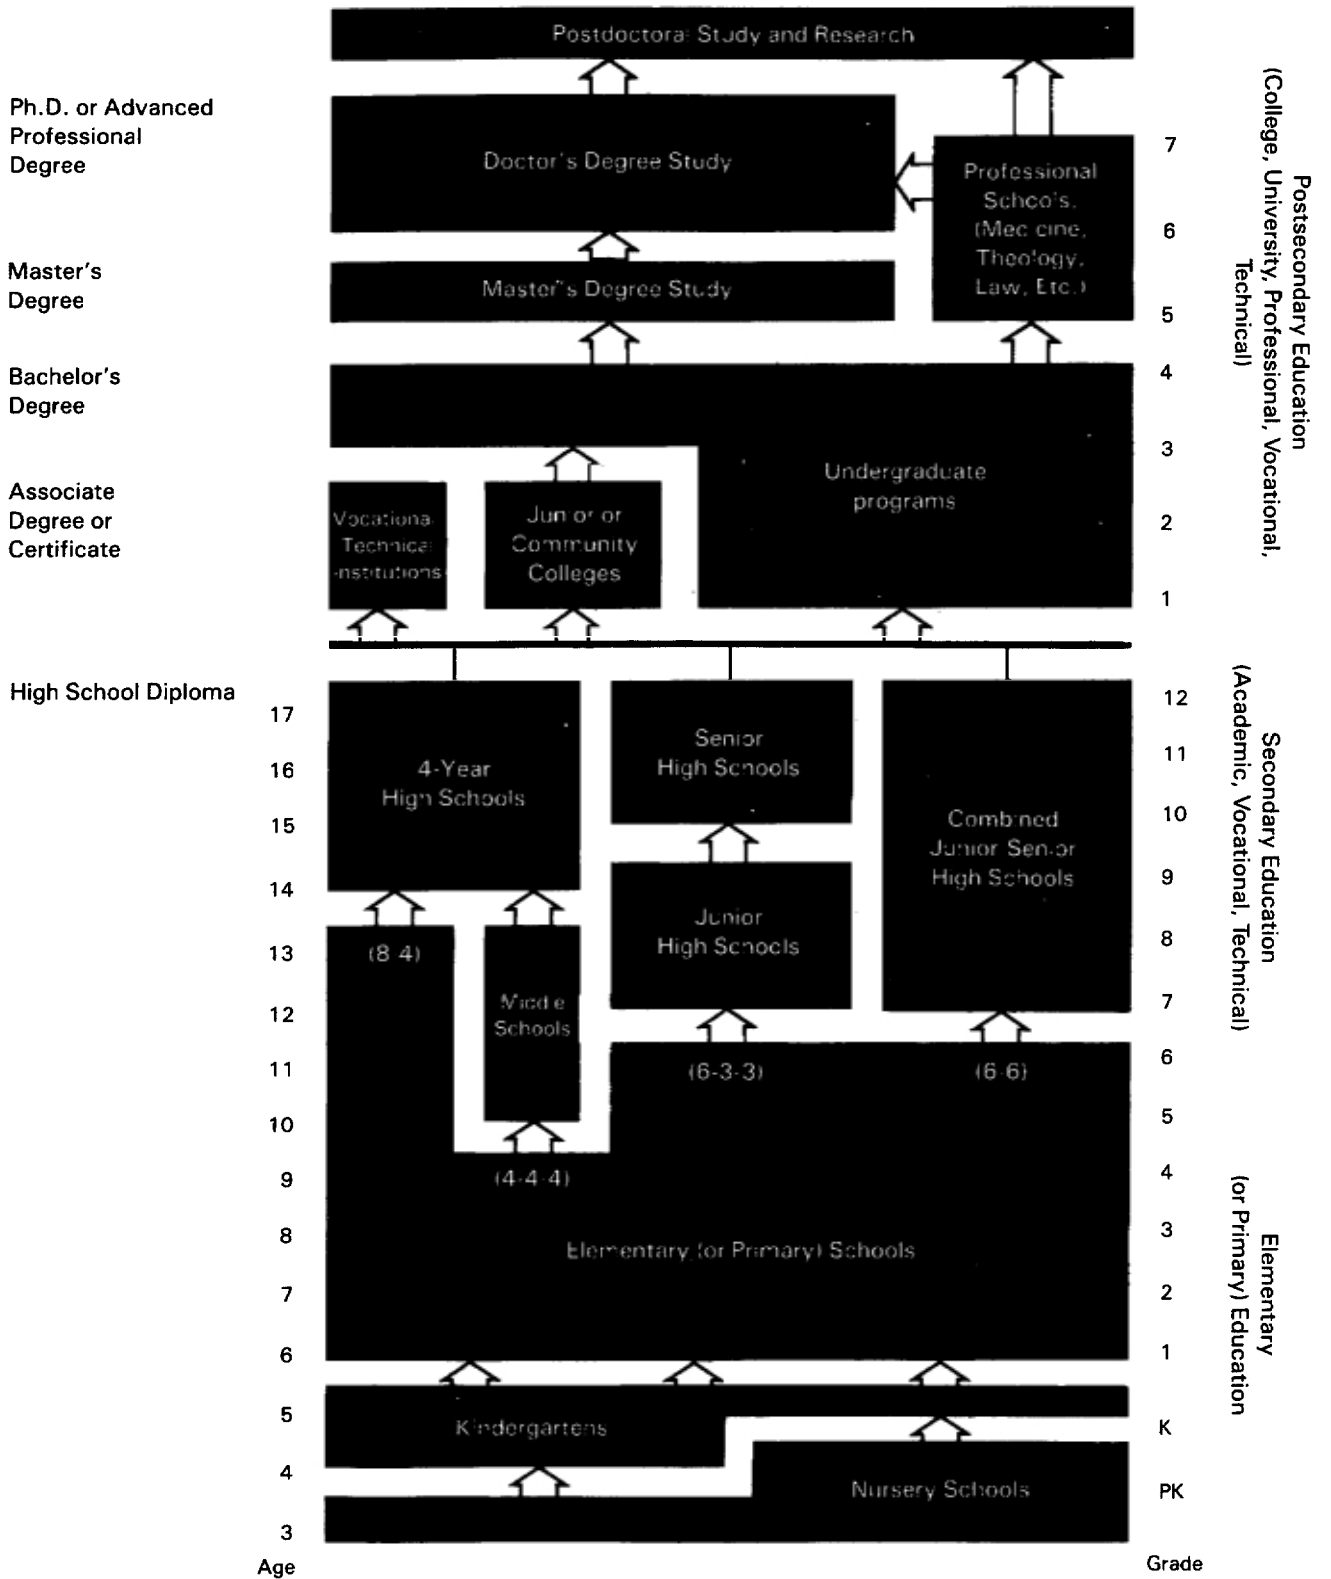 Postdoctoral Study and Research
Ph.D. or Advanced
Professional
Degree
Doctor's Degree Study
Professional
Schools.
(Medicine,
Theology,
Law, Etc.)
7
6
5
Master's
Degree
Master's Degree Study
Bachelor's
Degree
4
3
2
1
Undergraduate
programs
Associate
Degree or
Certificate
Vocational
Technical
Institutions
Junior or
Community
Colleges
Postsecondary Education
(College, University, Professional, Vocational,
Technical)
High School Diploma
17
16
15
14
13
12
11
10
9
8
7
6
5
4
3
Age
4-Year
High Schools
Senior
High Schools
Combined
Junior Senior
High Schools
Junior
High Schools
(8 4)
Middle
Schools
(6-3-3)
(6 6)
(4-4-4)
Elementary (or Primary) Schools
Kindergartens
Nursery Schools
12
11
10
9
8
7
6
5
4
3
2
1
K
PK
Grade
Secondary Education
(Academic, Vocational, Technical)
Elementary
(or Primary) Education